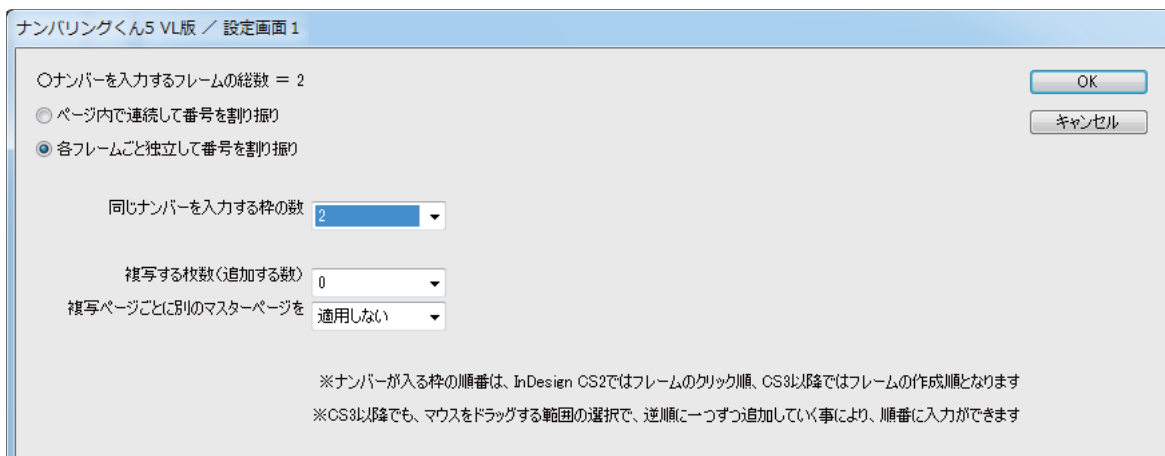 ナンバリングくん5 VL版 ／ 設定画面1
○ナンバーを入力するフレームの総数 ＝ 2
OK
ページ内で連続して番号を割り振り
キャンセル
各フレームごと独立して番号を割り振り
同じナンバーを入力する枠の数 2
複写する枚数(追加する数) 0
複写ページごとに別のマスターページを 適用しない
※ナンバーが入る枠の順番は、InDesign CS2ではフレームのクリック順、CS3以降ではフレームの作成順となります
※CS3以降でも、マウスをドラッグする範囲の選択で、逆順に一つずつ追加していく事により、順番に入力ができます